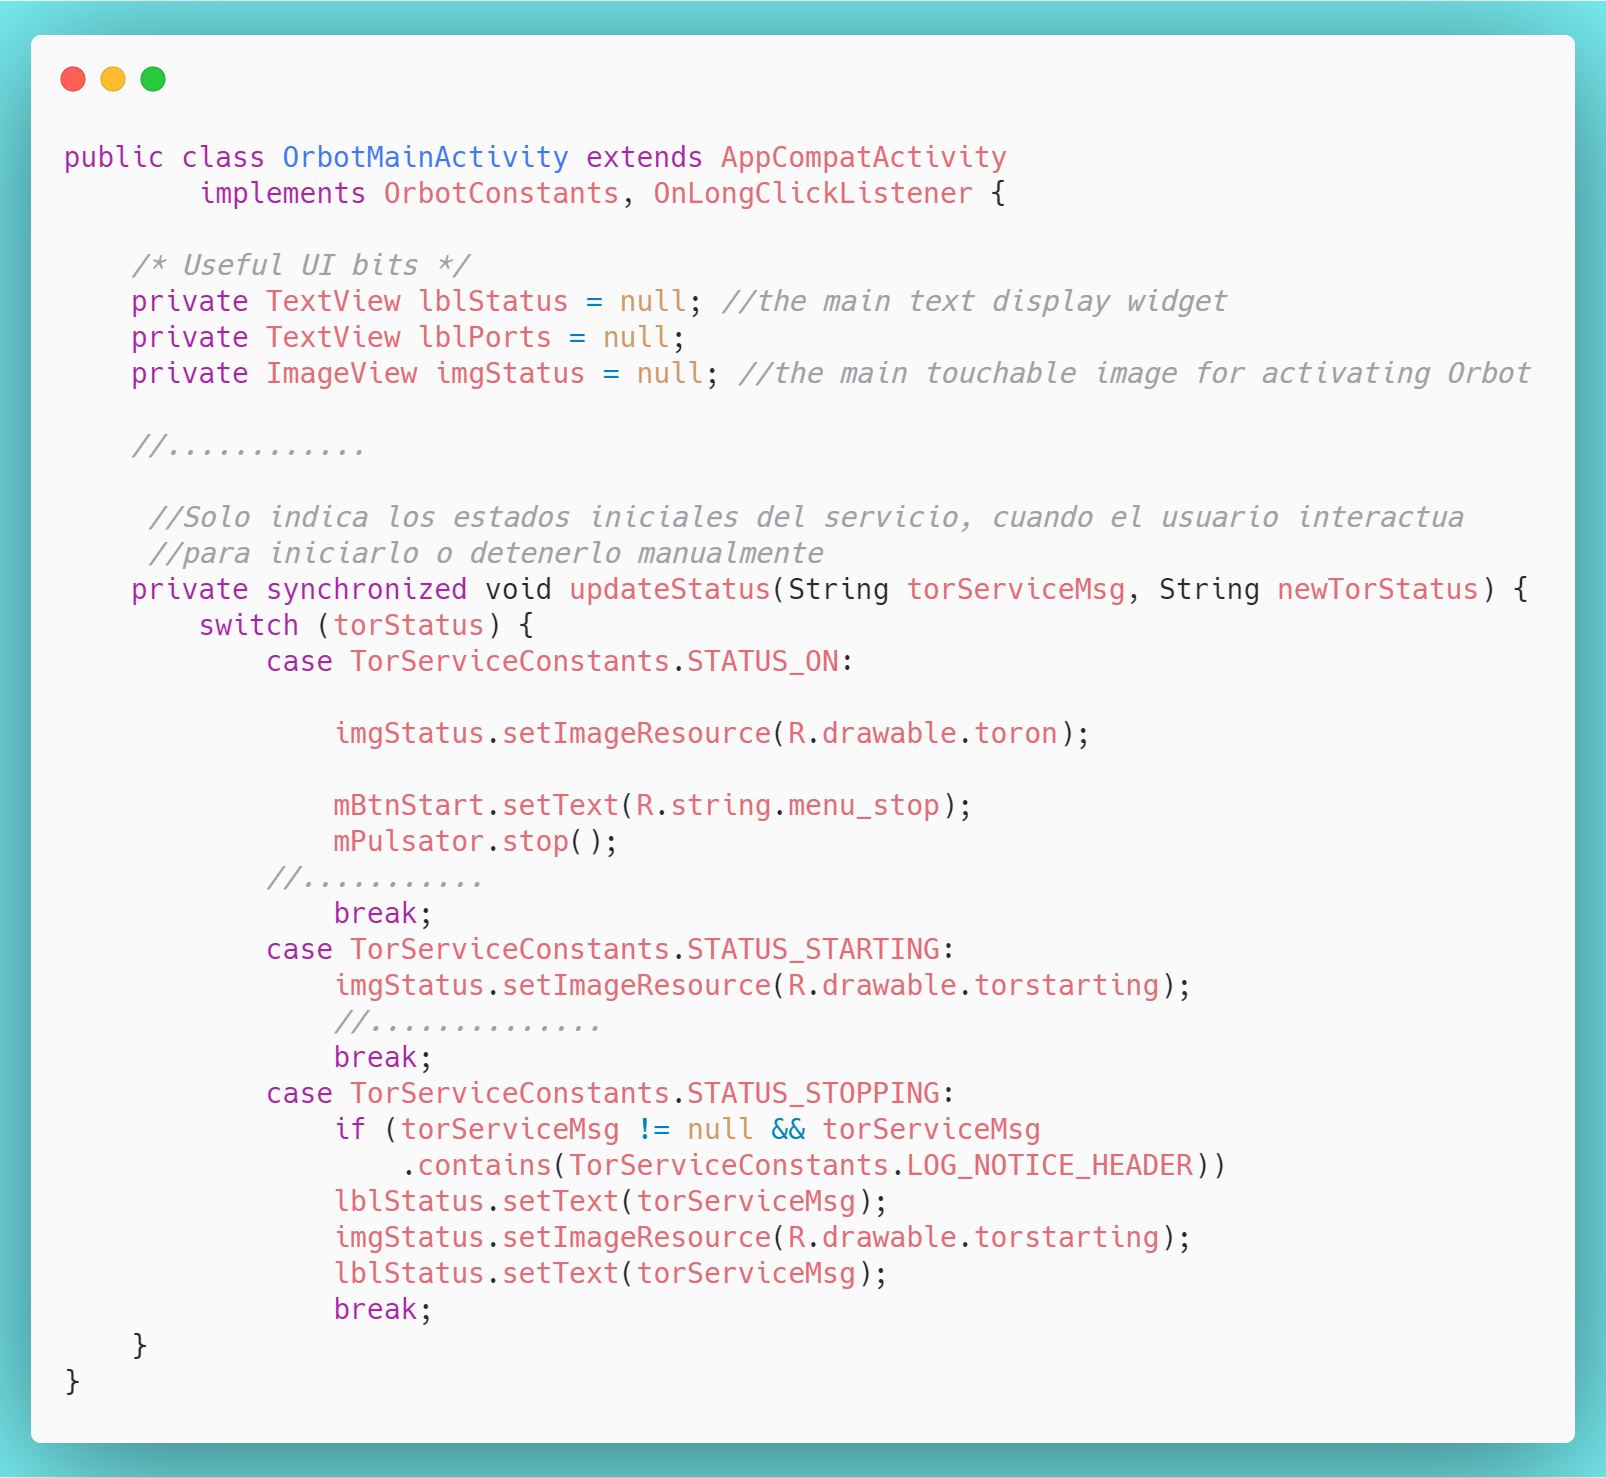 public class OrbotMainActivity extends AppCompatActivity
        implements OrbotConstants, OnLongClickListener {

    /* Useful UI bits */
    private TextView lblStatus = null; //the main text display widget
    private TextView lblPorts = null;
    private ImageView imgStatus = null; //the main touchable image for activating Orbot

    //............

     //Solo indica los estados iniciales del servicio, cuando el usuario interactua
     //para iniciarlo o detenerlo manualmente
    private synchronized void updateStatus(String torServiceMsg, String newTorStatus) {
        switch (torStatus) {
            case TorServiceConstants.STATUS_ON:

                imgStatus.setImageResource(R.drawable.toron);

                mBtnStart.setText(R.string.menu_stop);
                mPulsator.stop();
            //...........
                break;
            case TorServiceConstants.STATUS_STARTING:
                imgStatus.setImageResource(R.drawable.torstarting);
                //..............
                break;
            case TorServiceConstants.STATUS_STOPPING:
                if (torServiceMsg != null && torServiceMsg
                    .contains(TorServiceConstants.LOG_NOTICE_HEADER))
                lblStatus.setText(torServiceMsg);
                imgStatus.setImageResource(R.drawable.torstarting);
                lblStatus.setText(torServiceMsg);
                break;
    }
}